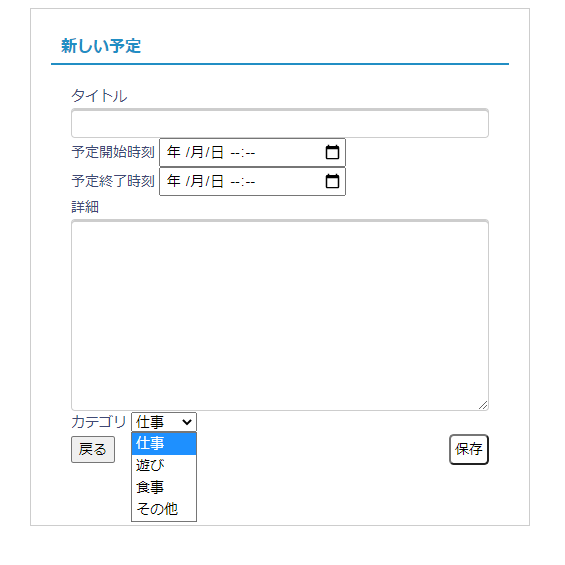 新しい予定
タイトル
予定開始時刻 年 /月/日 --:--
予定終了時刻 年 /月/日 --:--
詳細
カテゴリ 仕事
戻る 仕事 保存
遊び
食事
その他